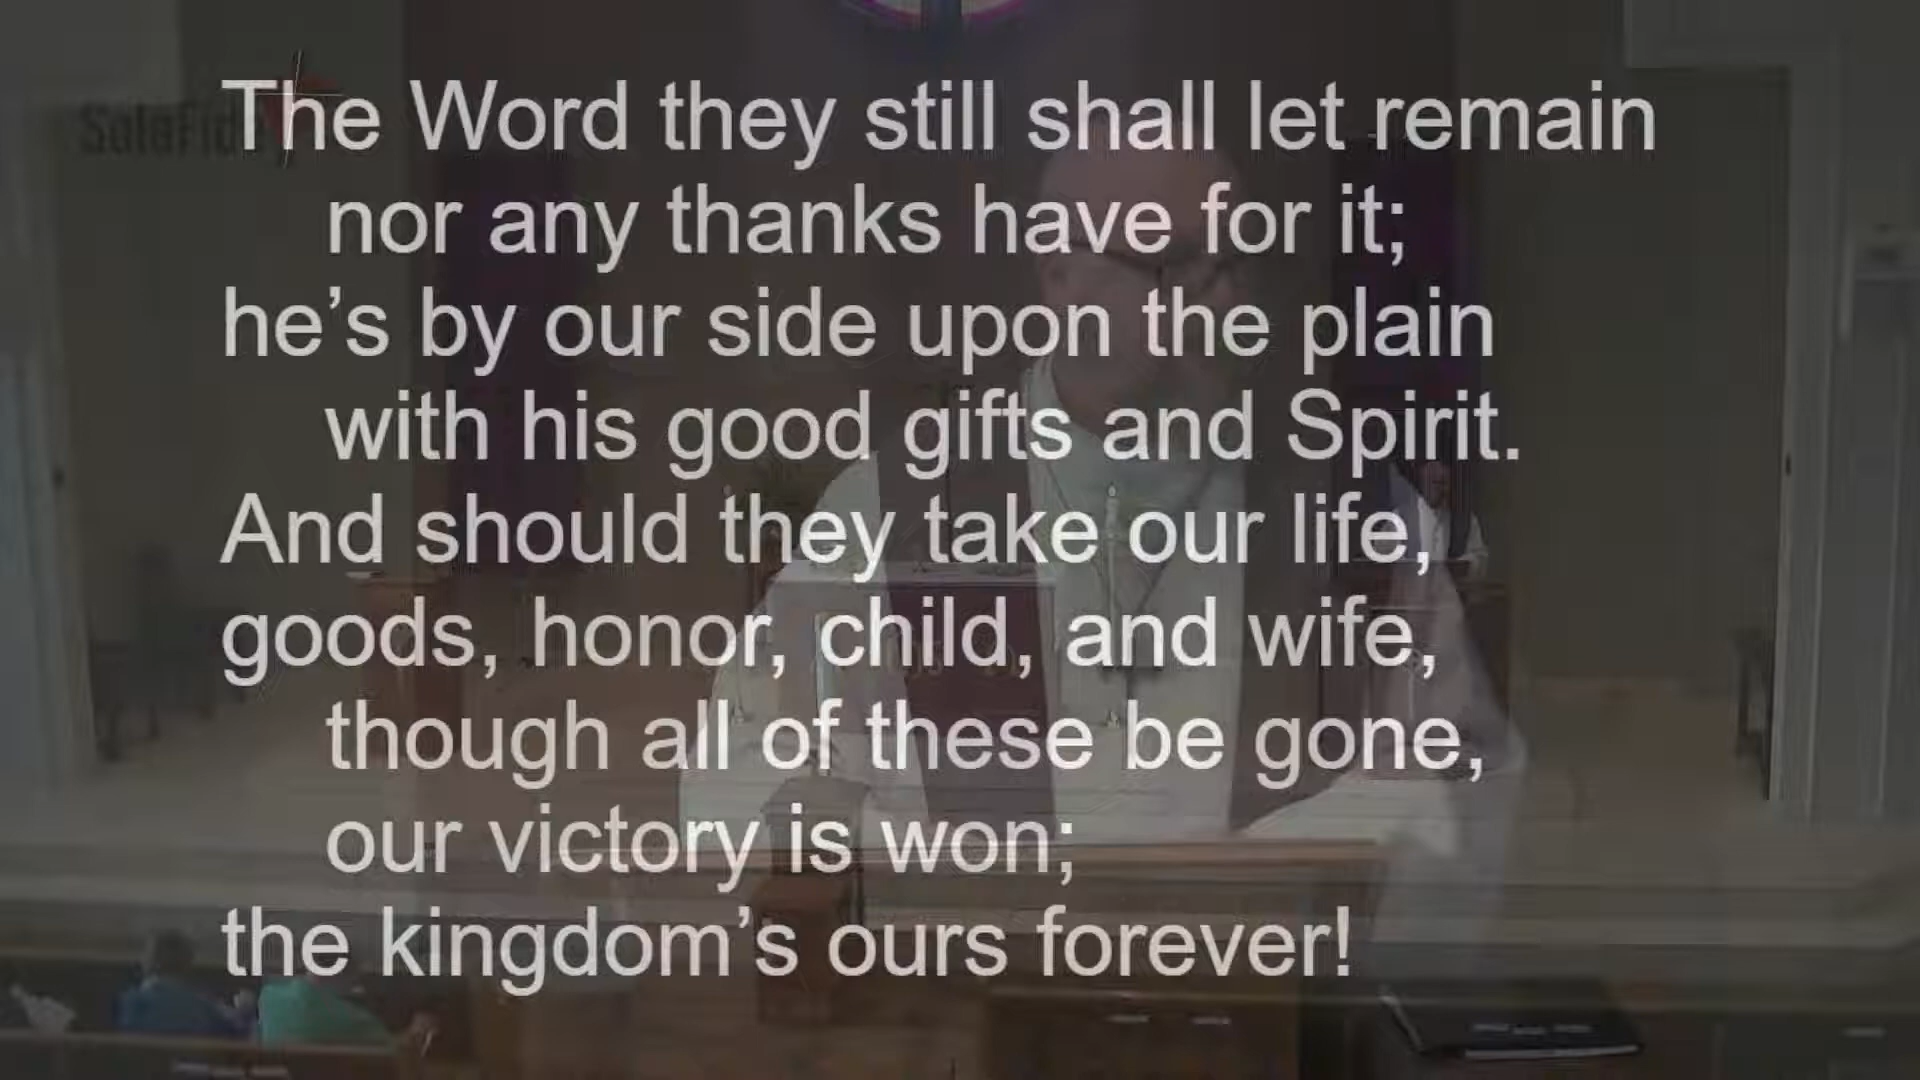 The Word they still shall let remain
nor any thanks have for it;
he’s by our side upon the plain
with his good gifts and Spirit.
And should they take our life,
goods, honor, child, and wife,
though all of these be gone,
our victory is won;
the kingdom’s ours forever!